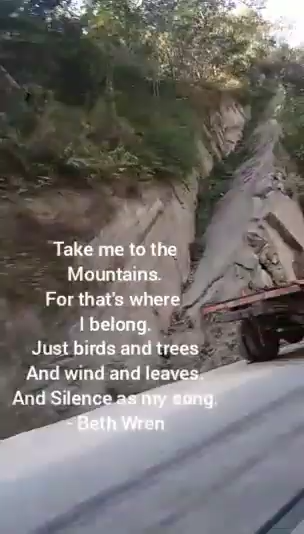 Take me to the
Mountains.
For that's where
I belong.
Just birds and trees
And wind and leaves.
And Silence as my song.
- Beth Wren